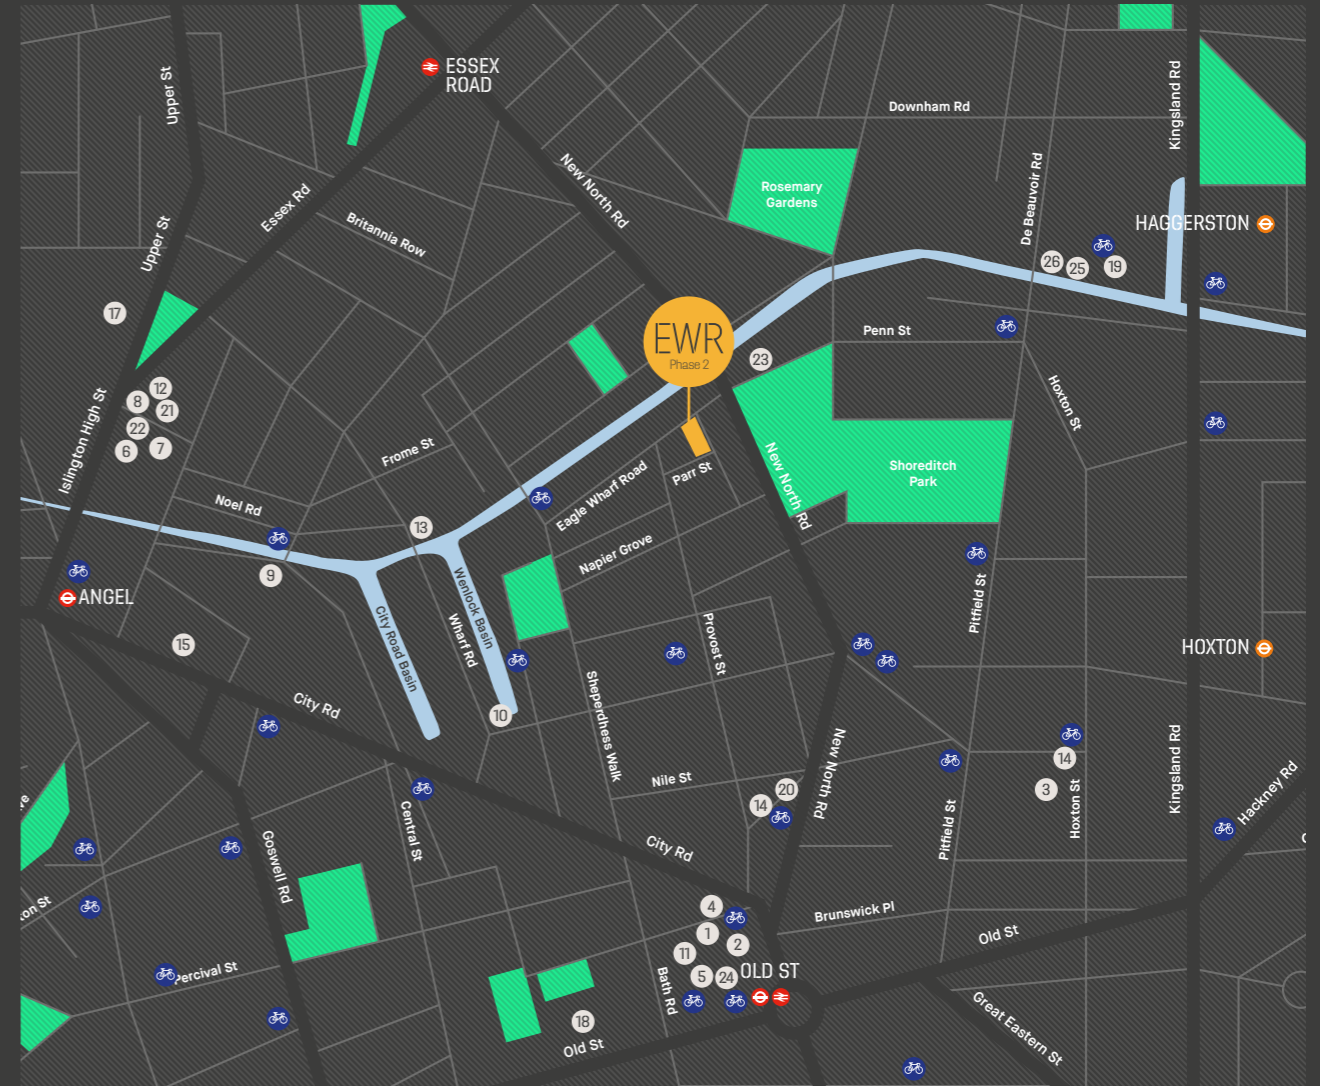 ESSEX
ROAD
Upper St
Kingsland Rd
Downham Rd
New North Rd
Rosemary
Gardens
De Beauvoir Rd
Essex Rd
Britannia Row
Upper St
HAGGERSTON
26
25
19
17
EWR
Phase 2
Penn St
23
12
8
21
22
6
7
Islington High St
Hoxton St
Frome St
New North Rd
Shoreditch
Park
Parr St
Eagle Wharf Road
Noel Rd
13
Napier Grove
9
ANGEL
Wenlock Basin
City Road Basin
Wharf Rd
Pitfield St
15
Provost St
HOXTON
City Rd
10
Sheperdhess Walk
New North Rd
Kingsland Rd
Nile St
20
14
14
3
Hoxton St
Hackney Rd
Central St
Pitfield St
Goswell Rd
City Rd
ton St
4
1
2
11
5
24
Brunswick Pl
Old St
OLD ST
Percival St
Bath Rd
18
Old St
Great Eastern St